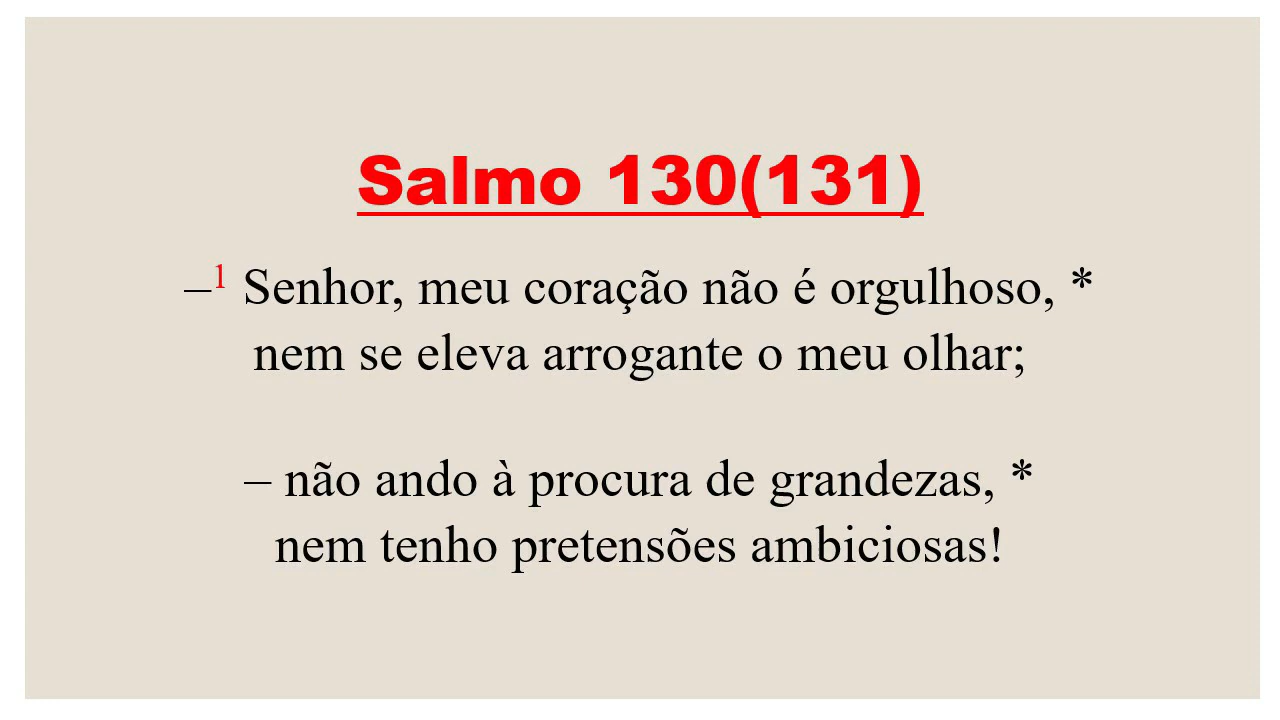 Salmo 130(131)
–¹ Senhor, meu coração não é orgulhoso, *
nem se eleva arrogante o meu olhar;
– não ando à procura de grandezas, *
nem tenho pretensões ambiciosas!